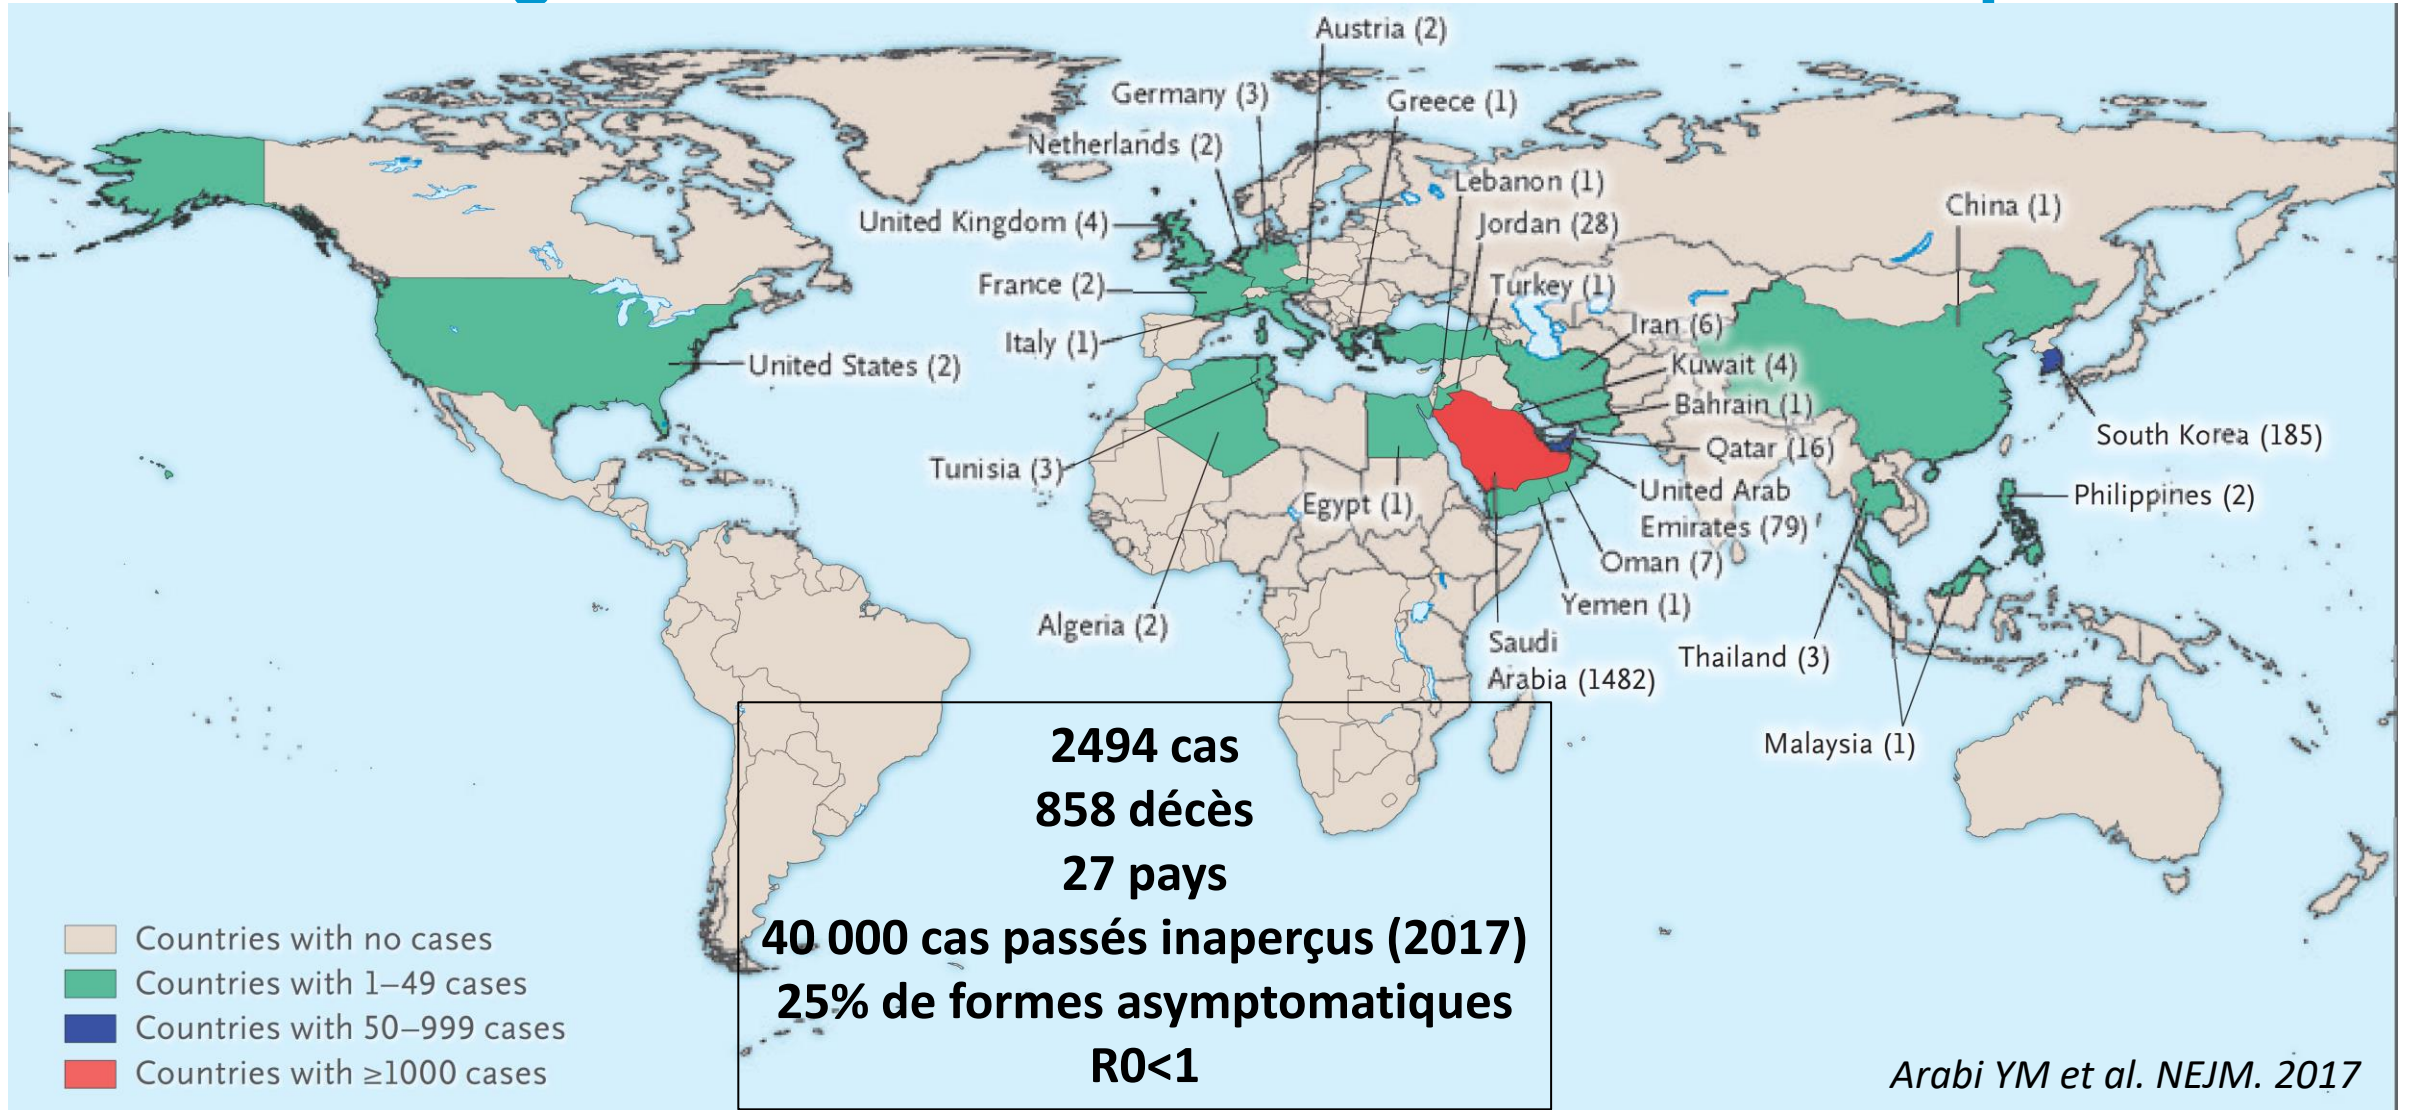 Austria (2)
Germany (3)
Greece (1)
Netherlands (2)
Lebanon (1)
China (1)
United Kingdom (4)
Jordan (28)
France (2)
Turkey (1)
Iran (6)
Italy (1)
United States (2)
Kuwait (4)
Bahrain (1)
South Korea (185)
Qatar (16)
Tunisia (3)
United Arab
Emirates (79)
Philippines (2)
Egypt (1)
Oman (7)
Yemen (1)
Algeria (2)
Saudi
Arabia (1482)
Thailand (3)
Malaysia (1)
2494 cas
858 décès
27 pays
40 000 cas passés inaperçus (2017)
25% de formes asymptomatiques
R0<1
Countries with no cases
Countries with 1–49 cases
Countries with 50–999 cases
Countries with ≥1000 cases
Arabi YM et al. NEJM. 2017